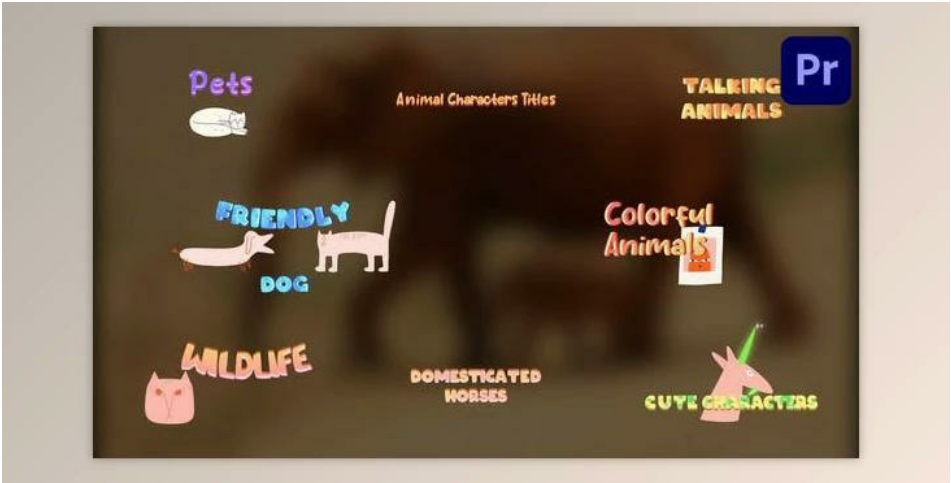 Pets
Animal Characters Titles
TALKING
ANIMALS
Pr
FRIENDLY
DOG
Colorful
Animals
WILDLIFE
DOMESTICATED
HORSES
CUTE CHARACTERS